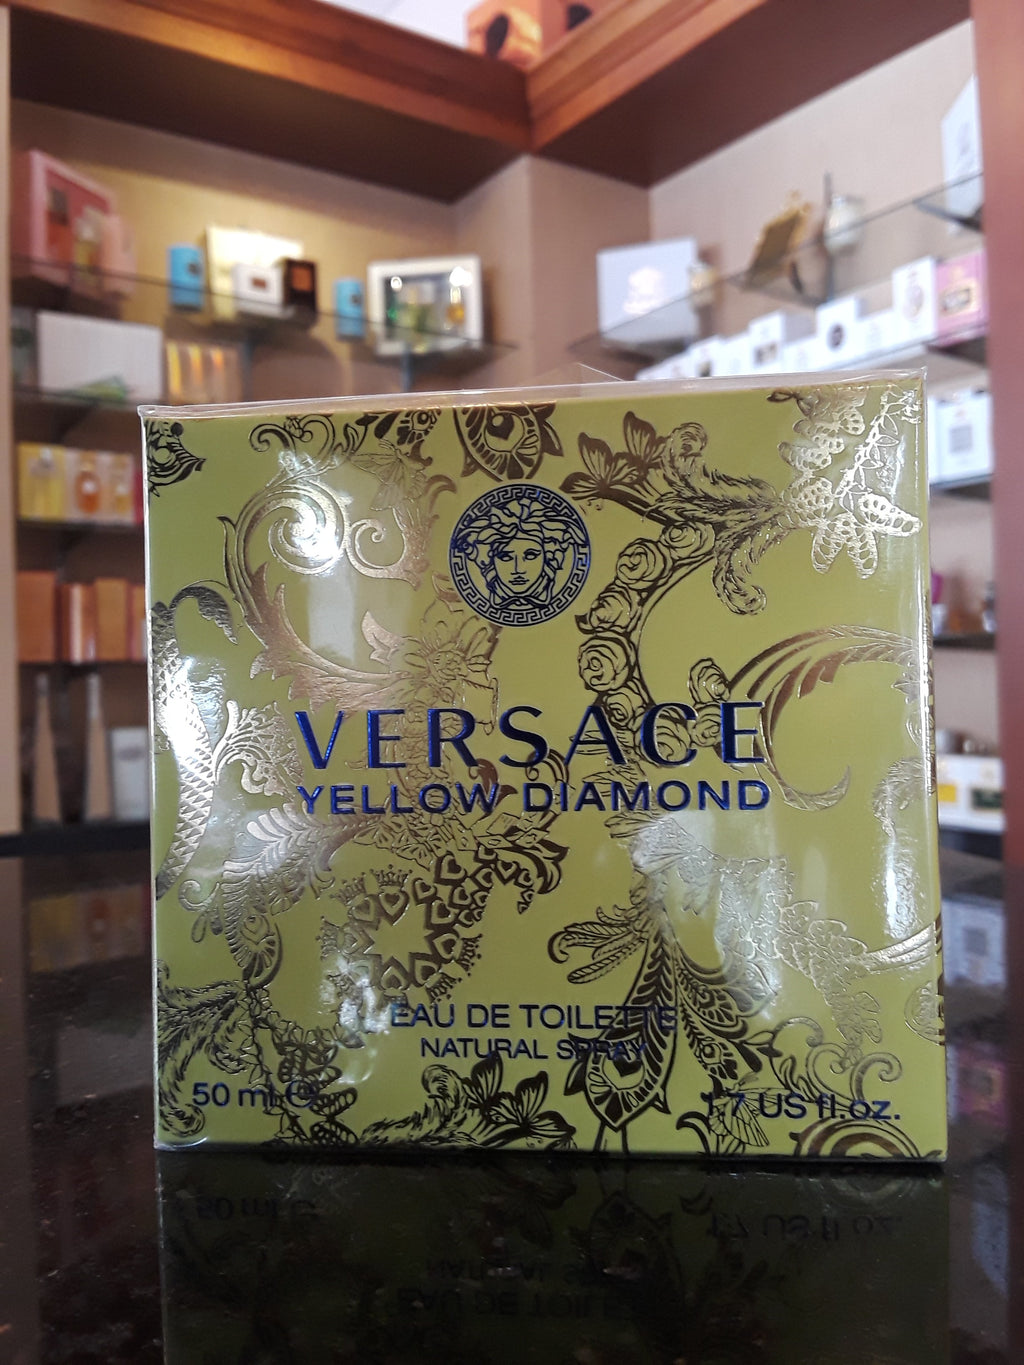 VERSACE
YELLOW DIAMOND
EAU DE TOILETTE
NATURAL SPRAY
50 ml ℮ 1.7 US fl.oz.